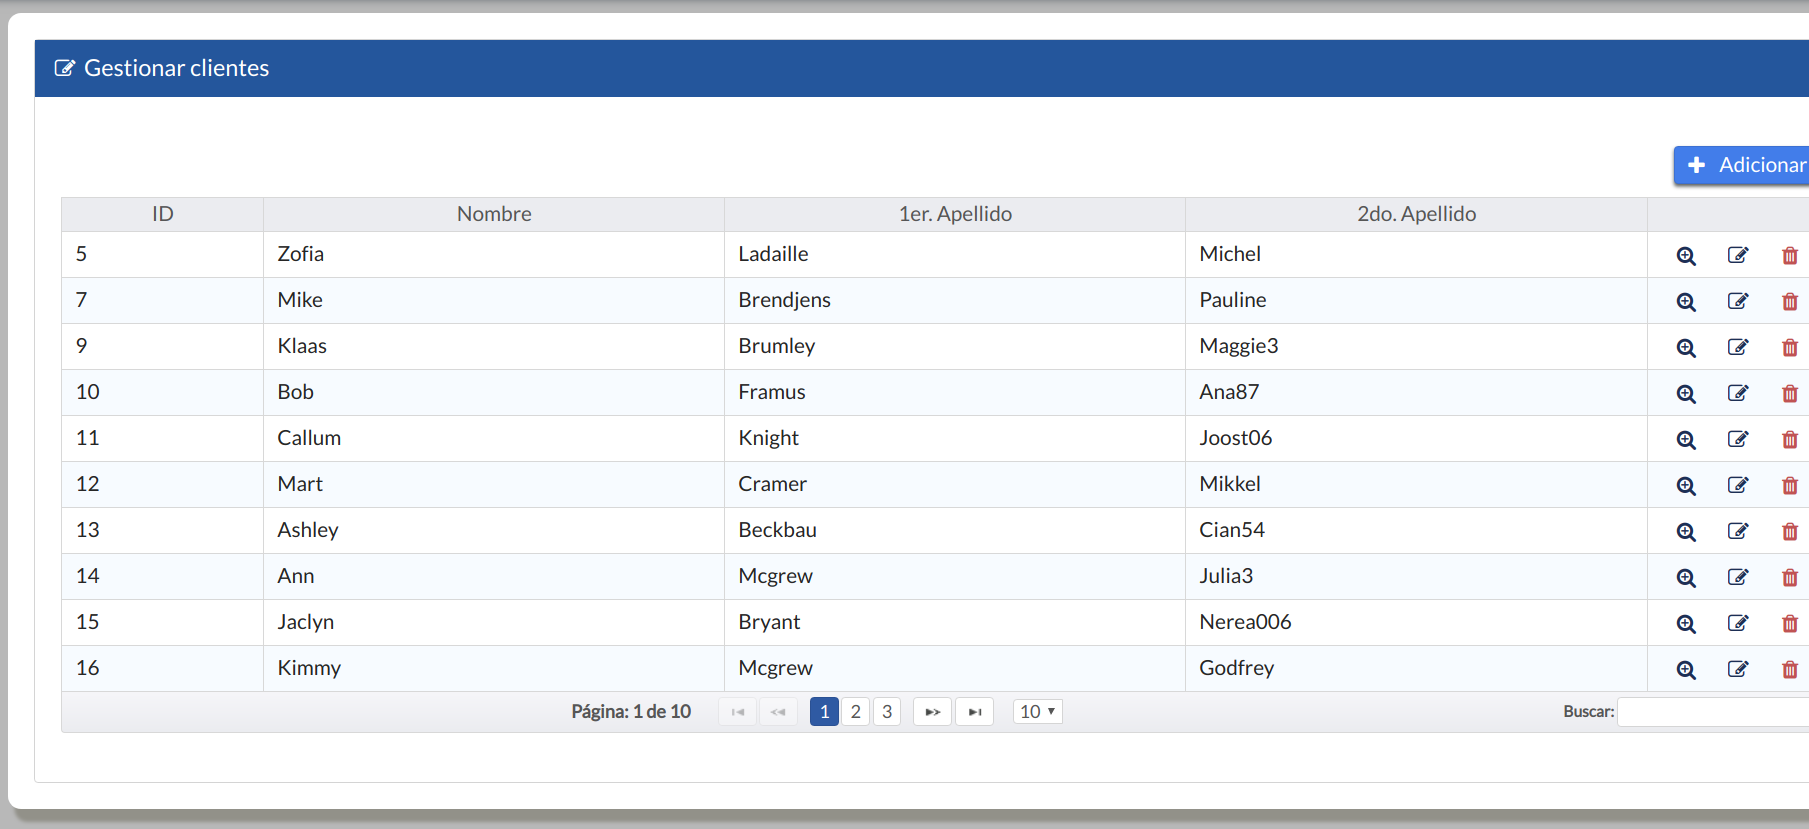 Gestionar clientes
Adicionar
ID Nombre 1er. Apellido 2do. Apellido
5 Zofia Ladaille Michel
7 Mike Brendjens Pauline
9 Klaas Brumley Maggie3
10 Bob Framus Ana87
11 Callum Knight Joost06
12 Mart Cramer Mikkel
13 Ashley Beckbau Cian54
14 Ann Mcgrew Julia3
15 Jaclyn Bryant Nerea006
16 Kimmy Mcgrew Godfrey
Página: 1 de 10 1 2 3 10 Buscar: